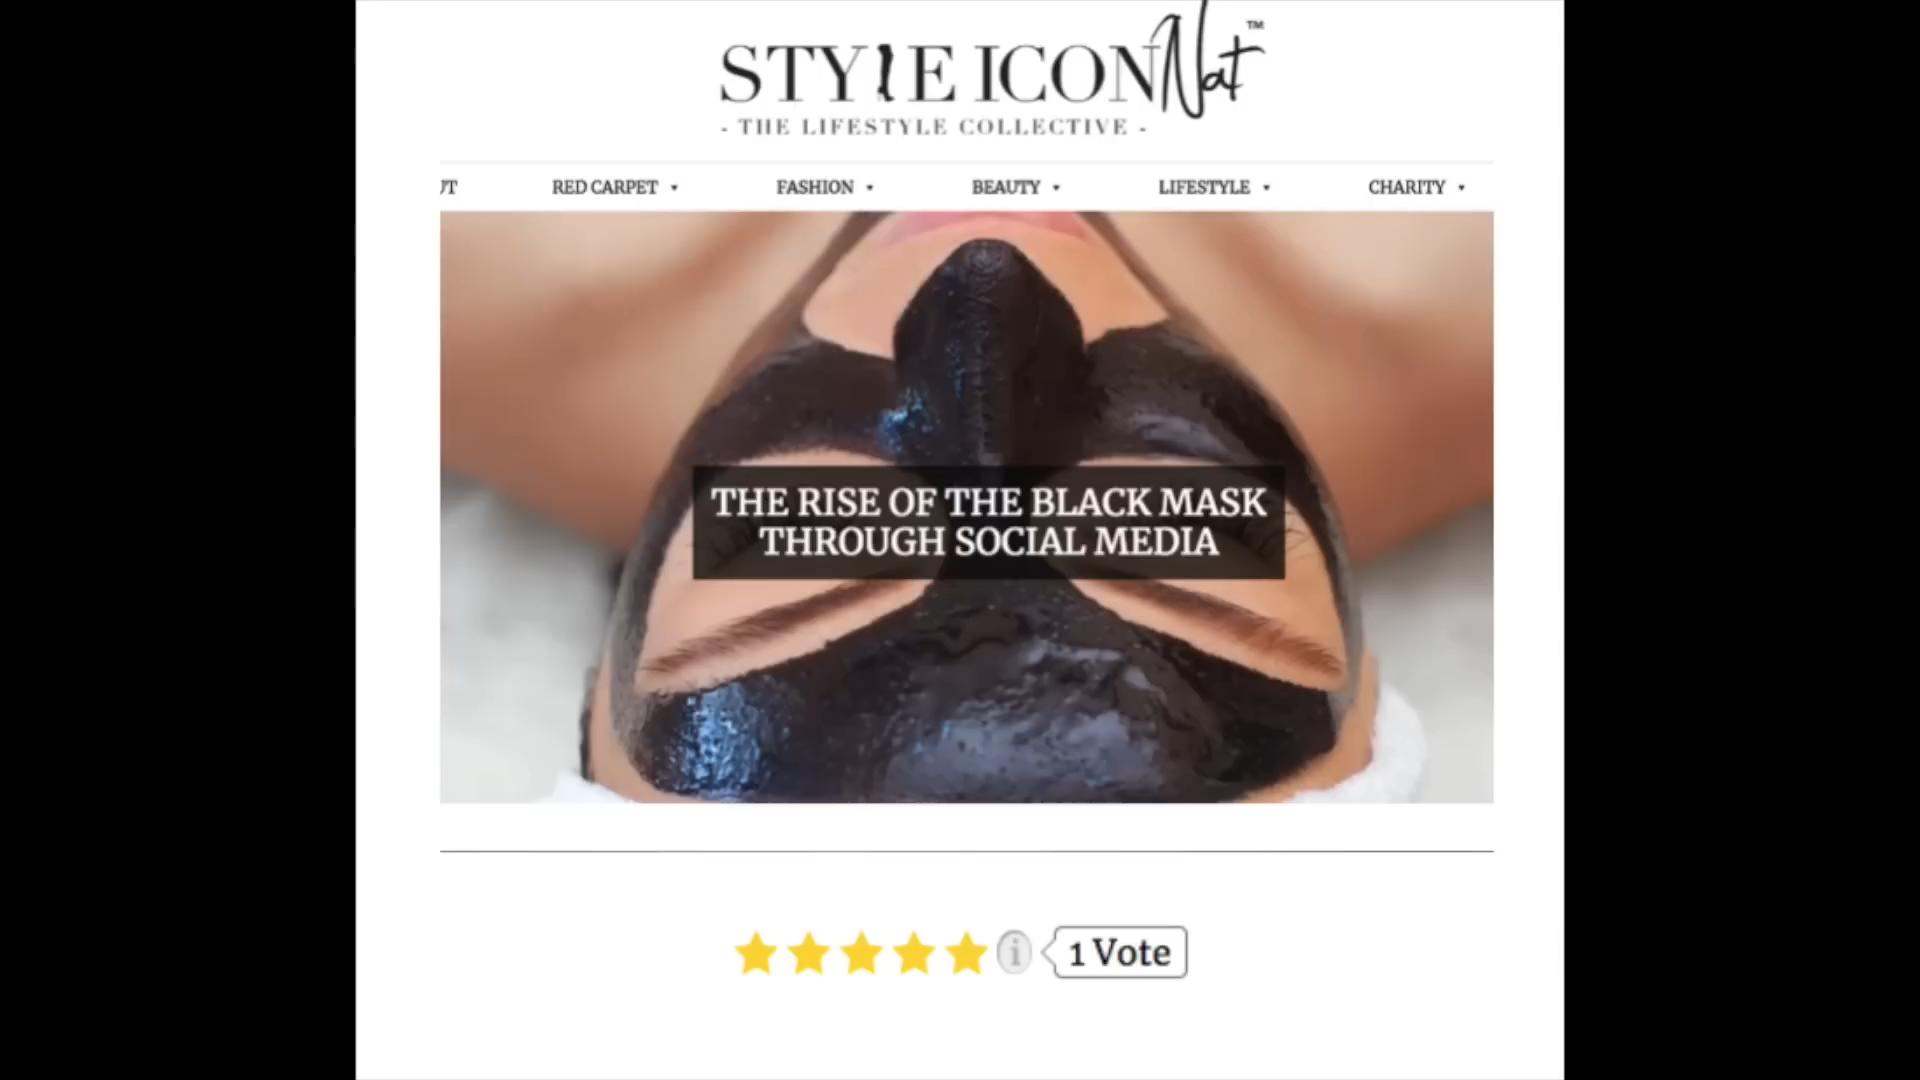 STYLE ICON Nat™
- THE LIFESTYLE COLLECTIVE -
UT RED CARPET FASHION BEAUTY LIFESTYLE CHARITY
THE RISE OF THE BLACK MASK
THROUGH SOCIAL MEDIA
1 Vote